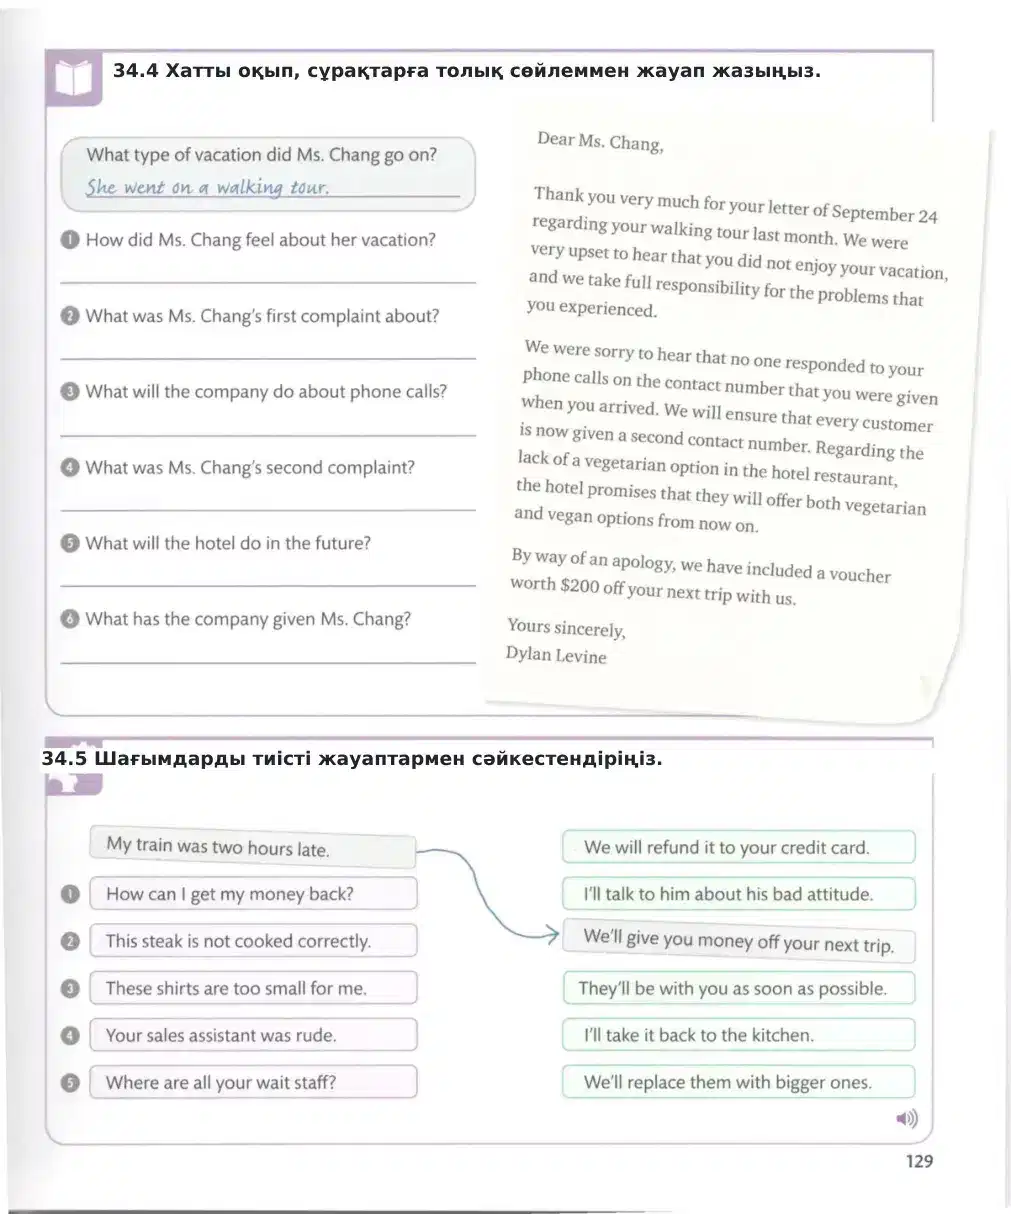 34.4 Хатты оқып, сұрақтарға толық сөйлеммен жауап жазыңыз.
What type of vacation did Ms. Chang go on?
She went on a walking tour.
1 How did Ms. Chang feel about her vacation?
2 What was Ms. Chang's first complaint about?
3 What will the company do about phone calls?
4 What was Ms. Chang's second complaint?
5 What will the hotel do in the future?
6 What has the company given Ms. Chang?
Dear Ms. Chang,
Thank you very much for your letter of September 24
regarding your walking tour last month. We were
very upset to hear that you did not enjoy your vacation,
and we take full responsibility for the problems that
you experienced.
We were sorry to hear that no one responded to your
phone calls on the contact number that you were given
when you arrived. We will ensure that every customer
is now given a second contact number. Regarding the
lack of a vegetarian option in the hotel restaurant,
the hotel promises that they will offer both vegetarian
and vegan options from now on.
By way of an apology, we have included a voucher
worth $200 off your next trip with us.
Yours sincerely,
Dylan Levine
34.5 Шағымдарды тиісті жауаптармен сәйкестендіріңіз.
My train was two hours late.
1 How can I get my money back?
2 This steak is not cooked correctly.
3 These shirts are too small for me.
4 Your sales assistant was rude.
5 Where are all your wait staff?
We will refund it to your credit card.
I'll talk to him about his bad attitude.
We'll give you money off your next trip.
They'll be with you as soon as possible.
I'll take it back to the kitchen.
We'll replace them with bigger ones.
129